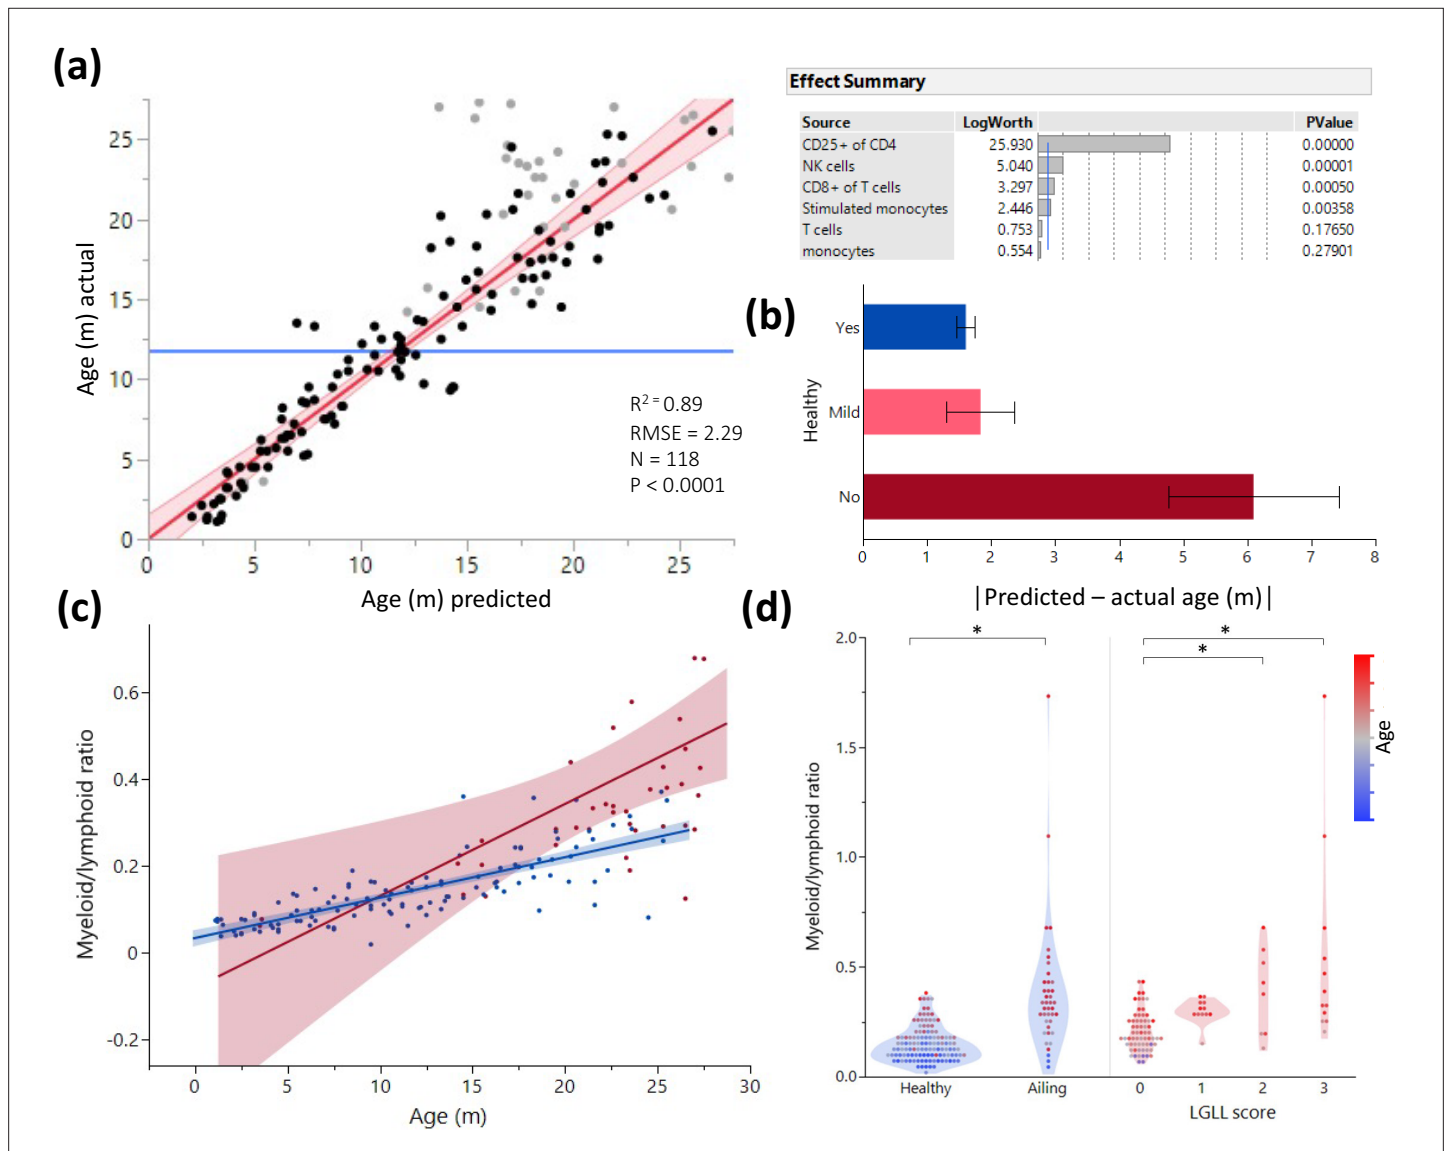 (a)
25
20
15
10
5
0
Age (m) actual
0 5 10 15 20 25
Age (m) predicted
R2 = 0.89
RMSE = 2.29
N = 118
P < 0.0001
Effect Summary
Source LogWorth PValue
CD25+ of CD4 25.930 0.00000
NK cells 5.040 0.00001
CD8+ of T cells 3.297 0.00050
Stimulated monocytes 2.446 0.00358
T cells 0.753 0.17650
monocytes 0.554 0.27901
(b)
Healthy
Yes
Mild
No
0 1 2 3 4 5 6 7 8
|Predicted – actual age (m)|
(c)
Myeloid/lymphoid ratio
0.6
0.4
0.2
0
-0.2
0 5 10 15 20 25 30
Age (m)
(d)
Myeloid/lymphoid ratio
2.0
1.5
1.0
0.5
0.0
* * *
Healthy Ailing 0 1 2 3
LGLL score
Age